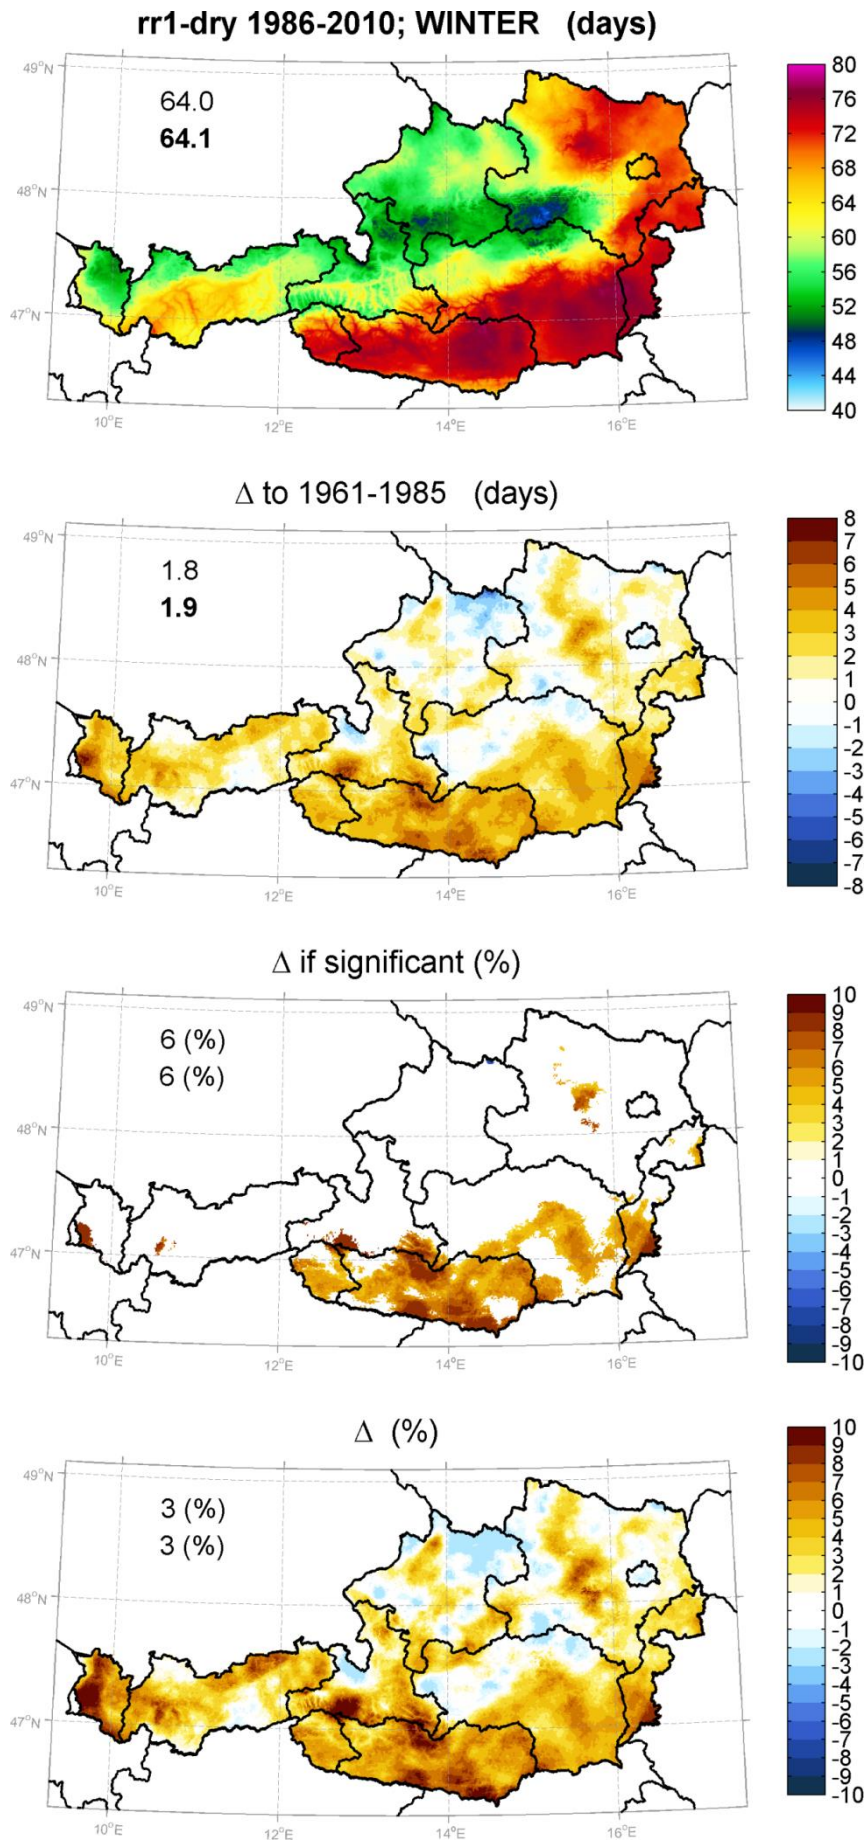 rr1-dry 1986-2010; WINTER (days)
64.0
64.1
49°N
48°N
47°N
10°E
12°E
14°E
16°E
80
76
72
68
64
60
56
52
48
44
40
Δ to 1961-1985 (days)
1.8
1.9
49°N
48°N
47°N
10°E
12°E
14°E
16°E
8
7
6
5
4
3
2
1
0
-1
-2
-3
-4
-5
-6
-7
-8
Δ if significant (%)
6 (%)
6 (%)
49°N
48°N
47°N
10°E
12°E
14°E
16°E
10
9
8
7
6
5
4
3
2
1
0
-1
-2
-3
-4
-5
-6
-7
-8
-9
-10
Δ (%)
3 (%)
3 (%)
49°N
48°N
47°N
10°E
12°E
14°E
16°E
10
9
8
7
6
5
4
3
2
1
0
-1
-2
-3
-4
-5
-6
-7
-8
-9
-10